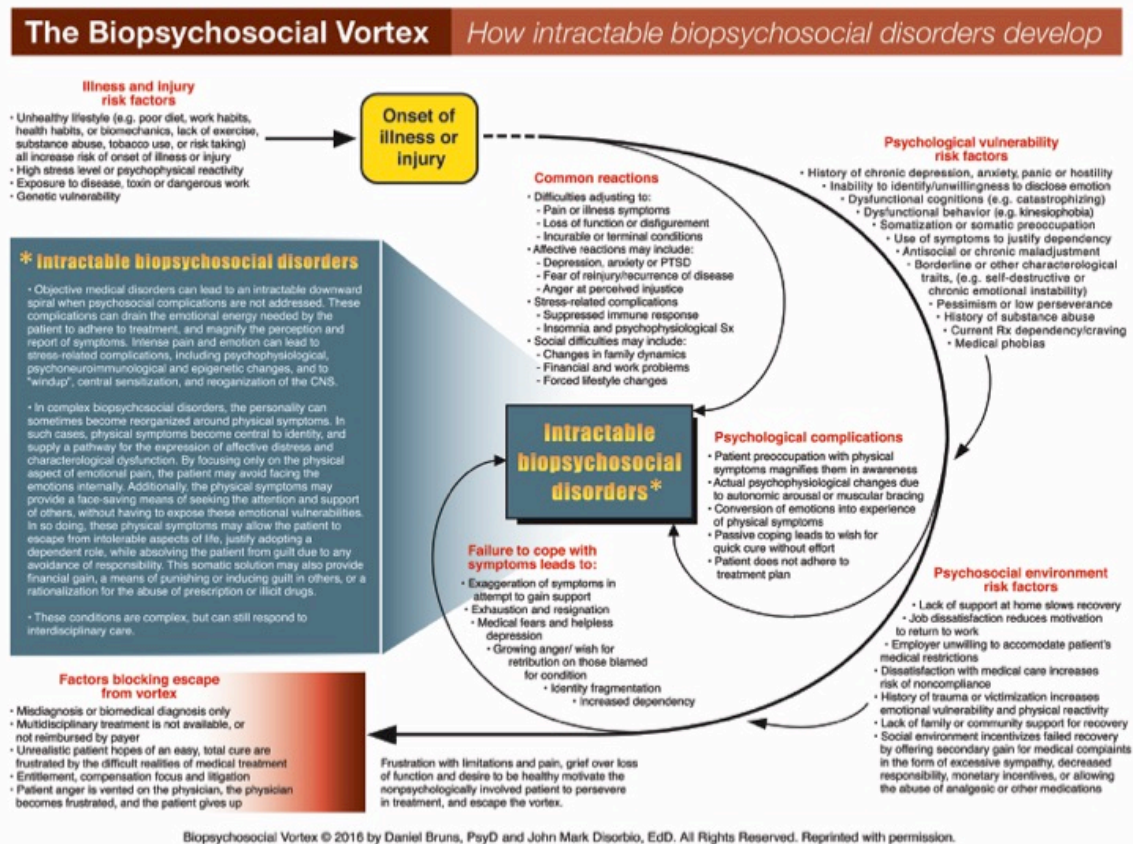 The Biopsychosocial Vortex
How intractable biopsychosocial disorders develop
Illness and injury
risk factors
• Unhealthy lifestyle (e.g. poor diet, work habits,
health habits, or biomechanics, lack of exercise,
substance abuse, tobacco use, or risk taking)
all increase risk of onset of illness or injury
• High stress level or psychophysical reactivity
• Exposure to disease, toxin or dangerous work
• Genetic vulnerability
Onset of
illness or
injury
Common reactions
• Difficulties adjusting to:
- Pain or illness symptoms
- Loss of function or disfigurement
- Incurable or terminal conditions
• Affective reactions may include:
- Depression, anxiety or PTSD
- Fear of reinjury/recurrence of disease
- Anger at perceived injustice
• Stress-related complications
- Suppressed immune response
- Insomnia and psychophysiological Sx
• Social difficulties may include:
- Changes in family dynamics
- Financial and work problems
- Forced lifestyle changes
Psychological vulnerability
risk factors
• History of chronic depression, anxiety, panic or hostility
• Inability to identify/unwillingness to disclose emotion
• Dysfunctional cognitions (e.g. catastrophizing)
• Dysfunctional behavior (e.g. kinesiophobia)
• Somatization or somatic preoccupation
• Use of symptoms to justify dependency
• Antisocial or chronic maladjustment
• Borderline or other characterological
traits, (e.g. self-destructive or
chronic emotional instability)
• Pessimism or low perseverance
• History of substance abuse
• Current Rx dependency/craving
• Medical phobias
* Intractable biopsychosocial disorders
• Objective medical disorders can lead to an intractable downward
spiral when psychosocial complications are not addressed. These
complications can drain the emotional energy needed by the
patient to adhere to treatment, and magnify the perception and
report of symptoms. Intense pain and emotion can lead to
stress-related complications, including psychophysiological,
psychoneuroimmunological and epigenetic changes, and to
"windup", central sensitization, and reoganization of the CNS.
• In complex biopsychosocial disorders, the personality can
sometimes become reorganized around physical symptoms. In
such cases, physical symptoms become central to identity, and
supply a pathway for the expression of affective distress and
characterological dysfunction. By focusing only on the physical
aspect of emotional pain, the patient may avoid facing the
emotions internally. Additionally, the physical symptoms may
provide a face-saving means of seeking the attention and support
of others, without having to expose these emotional vulnerabilities.
In so doing, these physical symptoms may allow the patient to
escape from intolerable aspects of life, justify adopting a
dependent role, while absolving the patient from guilt due to any
avoidance of responsibility. This somatic solution may also provide
financial gain, a means of punishing or inducing guilt in others, or a
rationalization for the abuse of prescription or illicit drugs.
• These conditions are complex, but can still respond to
interdisciplinary care.
Intractable
biopsychosocial
disorders*
Psychological complications
• Patient preoccupation with physical
symptoms magnifies them in awareness
• Actual psychophysiological changes due
to autonomic arousal or muscular bracing
• Conversion of emotions into experience
of physical symptoms
• Passive coping leads to wish for
quick cure without effort
• Patient does not adhere to
treatment plan
Failure to cope with
symptoms leads to:
• Exaggeration of symptoms in
attempt to gain support
• Exhaustion and resignation
• Medical fears and helpless
depression
• Growing anger/ wish for
retribution on those blamed
for condition
• Identity fragmentation
• Increased dependency
Psychosocial environment
risk factors
• Lack of support at home slows recovery
• Job dissatisfaction reduces motivation
to return to work
• Employer unwilling to accomodate patient's
medical restrictions
• Dissatisfaction with medical care increases
risk of noncompliance
• History of trauma or victimization increases
emotional vulnerability and physical reactivity
• Lack of family or community support for recovery
• Social environment incentivizes failed recovery
by offering secondary gain for medical complaints
in the form of excessive sympathy, decreased
responsibility, monetary incentives, or allowing
the abuse of analgesic or other medications
Factors blocking escape
from vortex
• Misdiagnosis or biomedical diagnosis only
• Multidisciplinary treatment is not available, or
not reimbursed by payer
• Unrealistic patient hopes of an easy, total cure are
frustrated by the difficult realities of medical treatment
• Entitlement, compensation focus and litigation
• Patient anger is vented on the physician, the physician
becomes frustrated, and the patient gives up
Frustration with limitations and pain, grief over loss
of function and desire to be healthy motivate the
nonpsychologically involved patient to persevere
in treatment, and escape the vortex.
Biopsychosocial Vortex © 2016 by Daniel Bruns, PsyD and John Mark Disorbio, EdD. All Rights Reserved. Reprinted with permission.